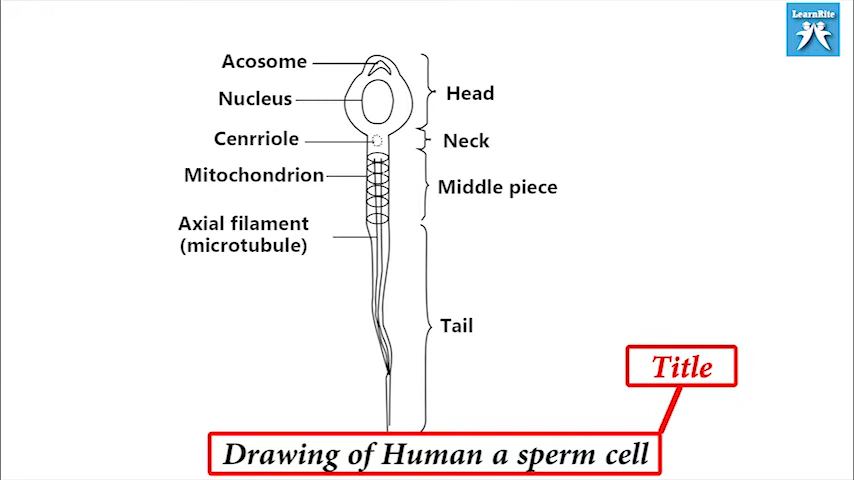 LearnRite
Acosome
Nucleus
Cenrriole
Mitochondrion
Axial filament
(microtubule)
Head
Neck
Middle piece
Tail
Title
Drawing of Human a sperm cell